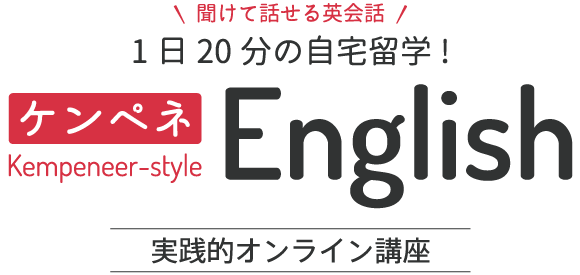 \ 聞けて話せる英会話 /
1日20分の自宅留学!
ケンペネ English
Kempeneer-style
実践的オンライン講座